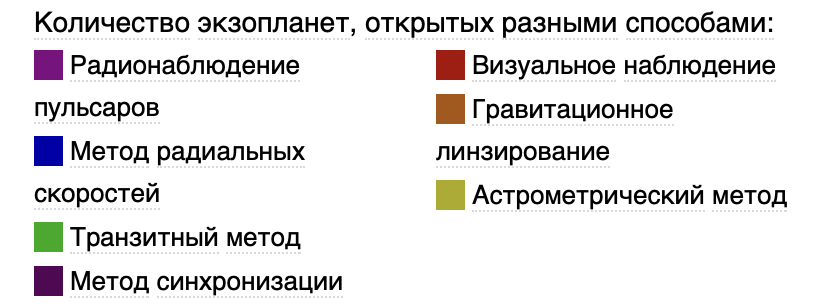 Количество экзопланет, открытых разными способами:
Радионаблюдение
пульсаров
Метод радиальных
скоростей
Транзитный метод
Метод синхронизации
Визуальное наблюдение
Гравитационное
линзирование
Астрометрический метод